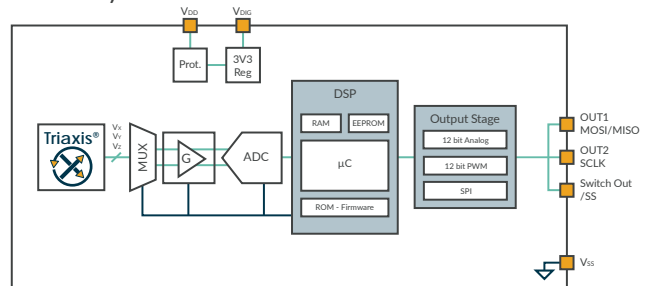 VDD
VDIG
Prot.
3V3
Reg
DSP
RAM
EEPROM
µC
ROM - Firmware
Output Stage
12 bit Analog
12 bit PWM
SPI
Triaxis®
VX
VY
VZ
MUX
G
ADC
OUT1
MOSI/MISO
OUT2
SCLK
Switch Out
/SS
VSS